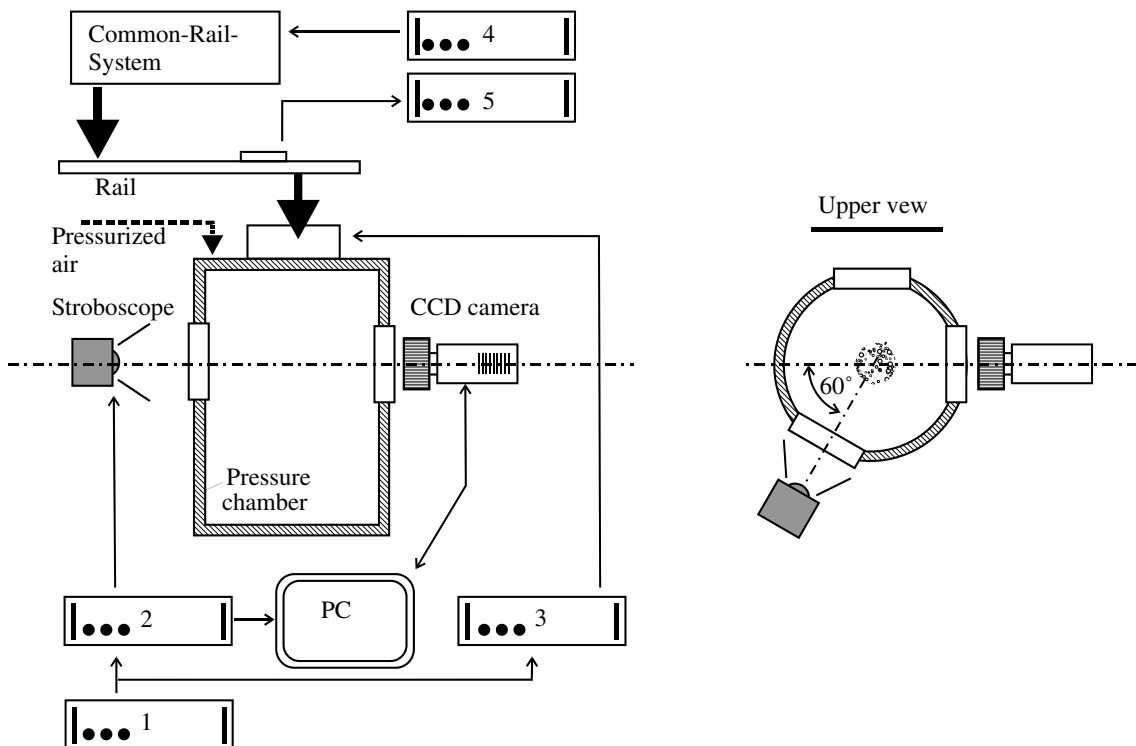 Common-Rail-
System
4
5
Rail
Pressurized
air
Upper vew
Stroboscope
CCD camera
60°
Pressure
chamber
2
PC
3
1